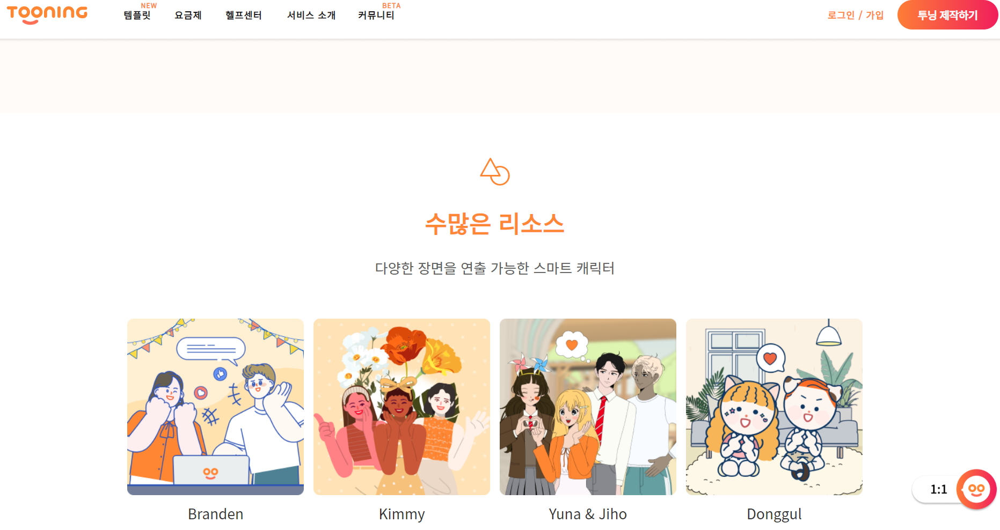 TOONING
템플릿 NEW
요금제
헬프센터
서비스 소개
커뮤니티 BETA
로그인 / 가입
투닝 제작하기
수많은 리소스
다양한 장면을 연출 가능한 스마트 캐릭터
Branden
Kimmy
Yuna & Jiho
Donggul
1:1